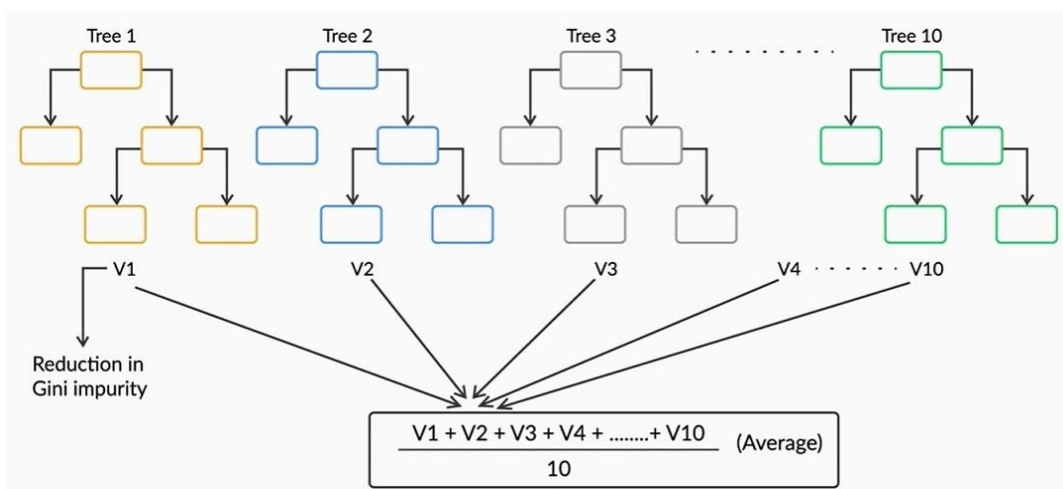 Tree 1
Tree 2
Tree 3
. . . . . . . . . . . .
Tree 10
V1
V2
V3
V4 . . . . . . . V10
Reduction in
Gini impurity
V1 + V2 + V3 + V4 + ........+ V10
10
(Average)